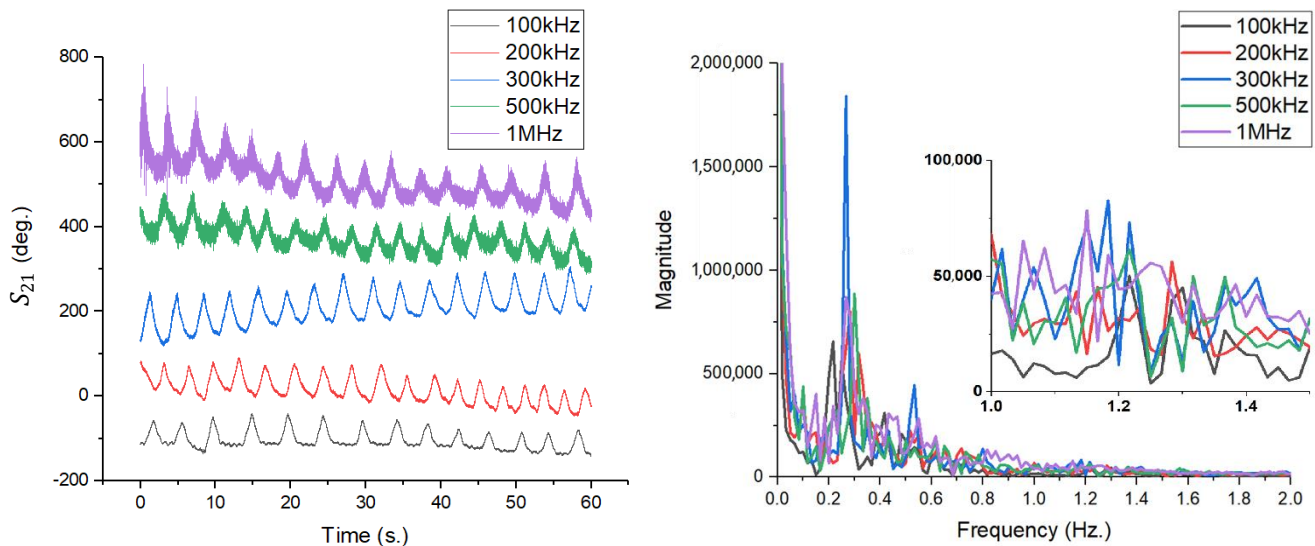 100kHz
200kHz
300kHz
500kHz
1MHz
800
600
400
200
0
-200
S21 (deg.)
0
10
20
30
40
50
60
Time (s.)
100kHz
200kHz
300kHz
500kHz
1MHz
2,000,000
1500,000
1,000,000
500,000
0
Magnitude
100,000
50,000
0
1.0
1.2
1.4
0.0
0.2
0.4
0.6
0.8
1.0
1.2
1.4
1.6
1.8
2.0
Frequency (Hz.)